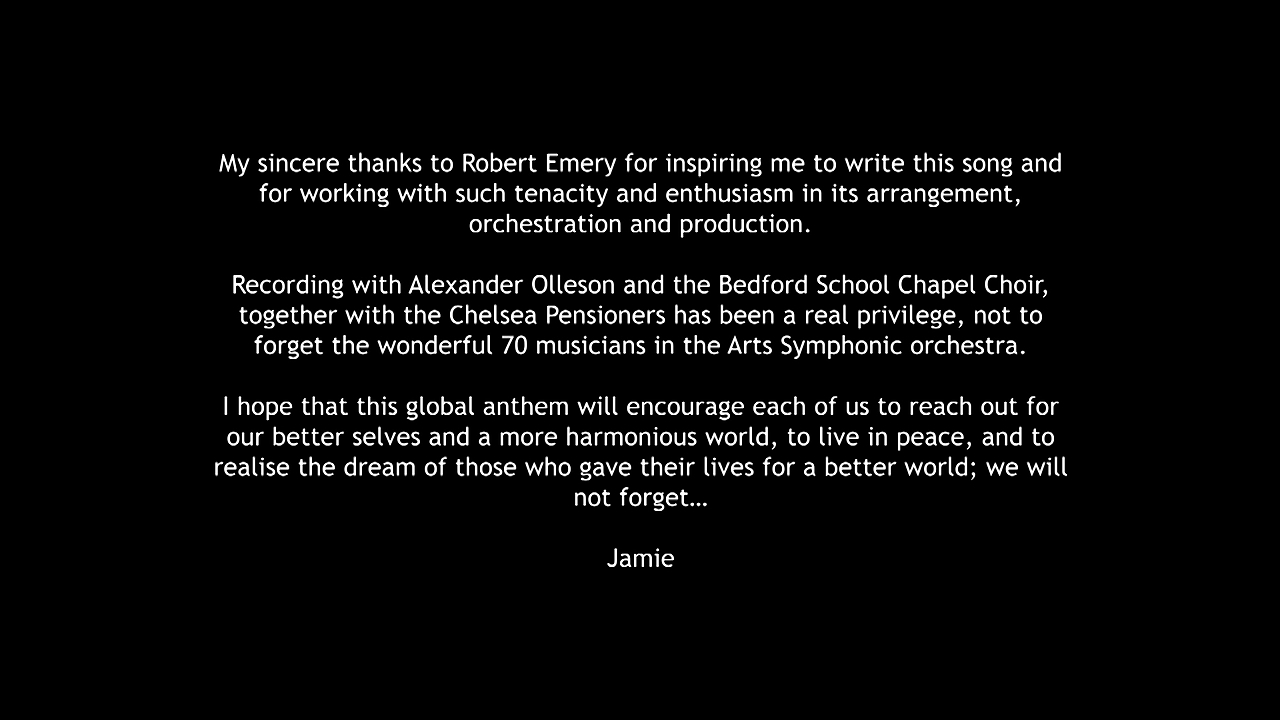 My sincere thanks to Robert Emery for inspiring me to write this song and
for working with such tenacity and enthusiasm in its arrangement,
orchestration and production.
Recording with Alexander Olleson and the Bedford School Chapel Choir,
together with the Chelsea Pensioners has been a real privilege, not to
forget the wonderful 70 musicians in the Arts Symphonic orchestra.
I hope that this global anthem will encourage each of us to reach out for
our better selves and a more harmonious world, to live in peace, and to
realise the dream of those who gave their lives for a better world; we will
not forget…
Jamie